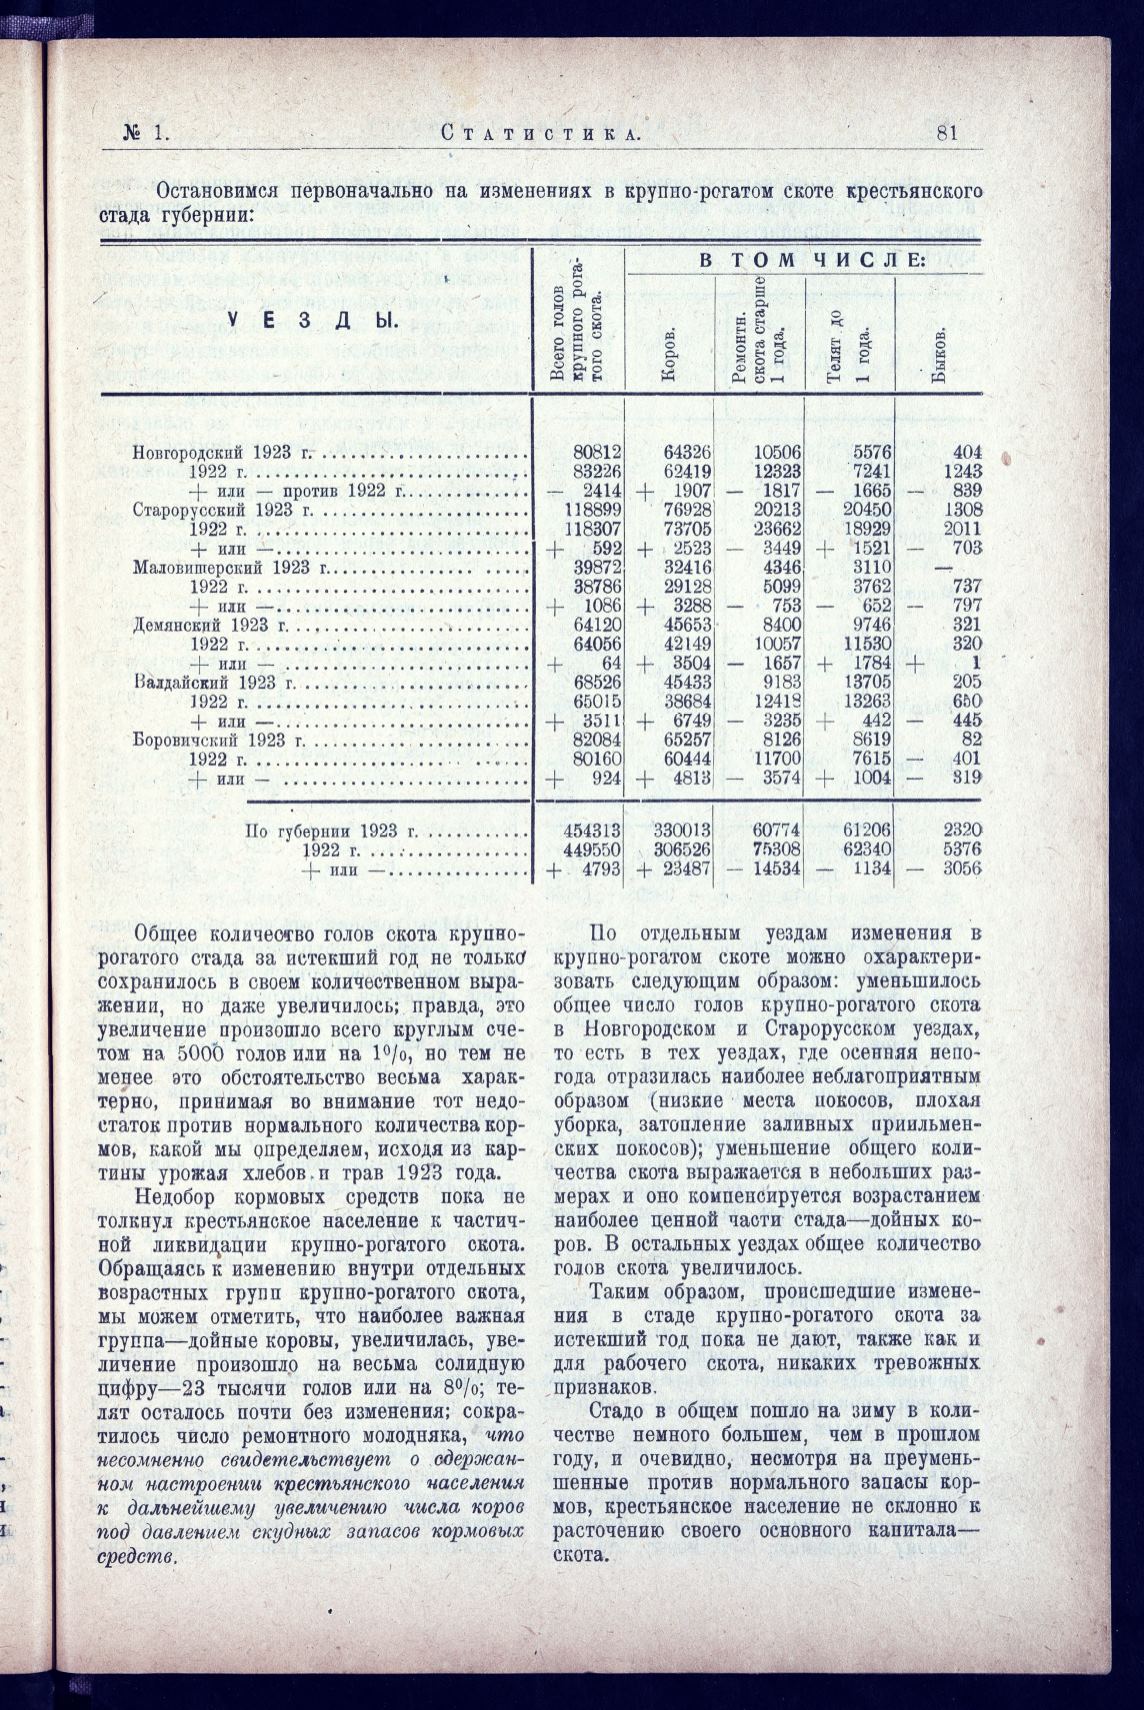 № 1.
Статистика.
81
Остановимся первоначально на изменениях в крупно-рогатом скоте крестьянского
стада губернии:
УЕЗДЫ.
Всего голов крупного рога-того скота.
В ТОМ ЧИСЛЕ:
Коров.
Ремонтн. скота старше 1 года.
Телят до 1 года.
Быков.
Новгородский 1923 г. 80812 64326 10506 5576 404
1922 г. 83226 62419 12323 7241 1243
+ или — против 1922 г. — 2414 + 1907 — 1817 — 1665 — 839
Старорусский 1923 г. 118899 76928 20213 20450 1308
1922 г. 118307 73705 23662 18929 2011
+ или — + 592 + 2523 — 3449 + 1521 — 703
Маловишерский 1923 г. 39872 32416 4346 3110 —
1922 г. 38786 29128 5099 3762 737
+ или — + 1086 + 3288 — 753 — 652 — 797
Демянский 1923 г. 64120 45653 8400 9746 321
1922 г. 64056 42149 10057 11530 320
+ или — + 64 + 3504 — 1657 + 1784 + 1
Валдайский 1923 г. 68526 45433 9183 13705 205
1922 г. 65015 38684 12418 13263 650
+ или — + 3511 + 6749 — 3235 + 442 — 445
Боровичский 1923 г. 82084 65257 8126 8619 82
1922 г. 80160 60444 11700 7615 — 401
+ или — + 924 + 4813 — 3574 + 1004 — 319
По губернии 1923 г. 454313 330013 60774 61206 2320
1922 г. 449550 306526 75308 62340 5376
+ или — + 4793 + 23487 — 14534 — 1134 — 3056
Общее количество голов скота крупно-
рогатого стада за истекший год не только
сохранилось в своем количественном выра-
жении, но даже увеличилось; правда, это
увеличение произошло всего круглым сче-
том на 5000 голов или на 1%, но тем не
менее это обстоятельство весьма харак-
терно, принимая во внимание тот недо-
статок против нормального количества кор-
мов, какой мы определяем, исходя из кар-
тины урожая хлебов и трав 1923 года.
Недобор кормовых средств пока не
толкнул крестьянское население к частич-
ной ликвидации крупно-рогатого скота.
Обращаясь к изменению внутри отдельных
возрастных групп крупно-рогатого скота,
мы можем отметить, что наиболее важная
группа—дойные коровы, увеличилась, уве-
личение произошло на весьма солидную
цифру—23 тысячи голов или на 8%; те-
лят осталось почти без изменения; сокра-
тилось число ремонтного молодняка, что
несомненно свидетельствует о сдержан-
ном настроении крестьянского населения
к дальнейшему увеличению числа коров
под давлением скудных запасов кормовых
средств.
По отдельным уездам изменения в
крупно-рогатом скоте можно охарактери-
зовать следующим образом: уменьшилось
общее число голов крупно-рогатого скота
в Новгородском и Старорусском уездах,
то есть в тех уездах, где осенняя непо-
года отразилась наиболее неблагоприятным
образом (низкие места покосов, плохая
уборка, затопление заливных приильмен-
ских покосов); уменьшение общего коли-
чества скота выражается в небольших раз-
мерах и оно компенсируется возрастанием
наиболее ценной части стада—дойных ко-
ров. В остальных уездах общее количество
голов скота увеличилось.
Таким образом, происшедшие измене-
ния в стаде крупно-рогатого скота за
истекший год пока не дают, также как и
для рабочего скота, никаких тревожных
признаков.
Стадо в общем пошло на зиму в коли-
честве немного большем, чем в прошлом
году, и очевидно, несмотря на преумень-
шенные против нормального запасы кор-
мов, крестьянское население не склонно к
расточению своего основного капитала—
скота.